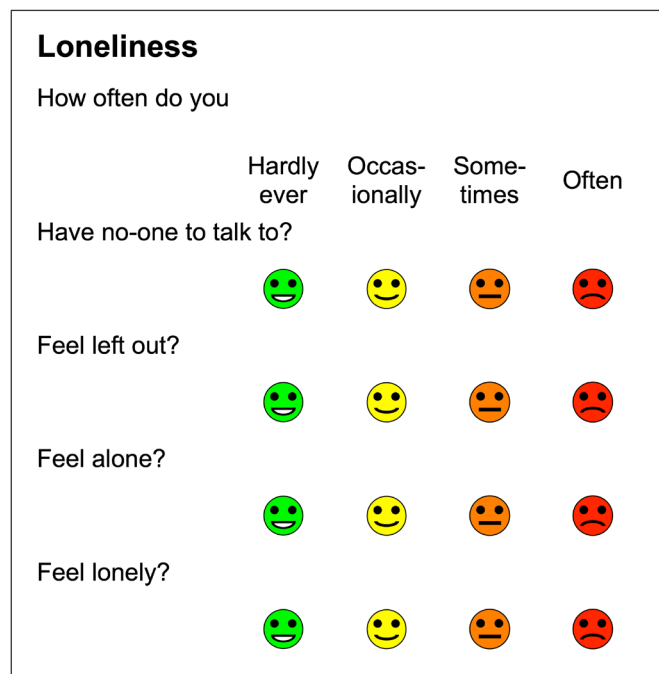 Loneliness
How often do you
Hardly Occas- Some- Often
ever ionally times
Have no-one to talk to?
Feel left out?
Feel alone?
Feel lonely?